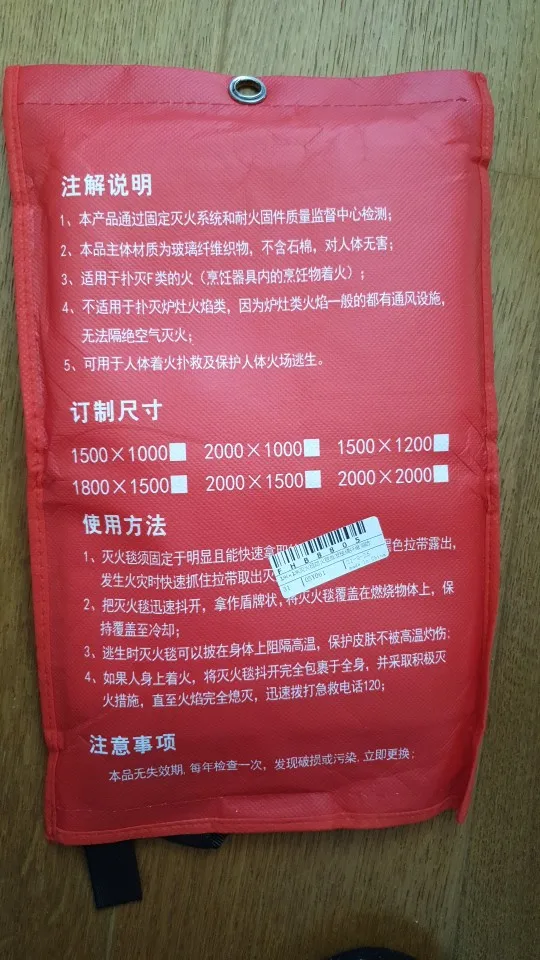 注解说明
1、本产品通过固定灭火系统和耐火固件质量监督中心检测；
2、本品主体材质为玻璃纤维织物，不含石棉，对人体无害；
3、适用于扑灭F类的火（烹饪器具内的烹饪物着火）；
4、不适用于扑灭炉灶火焰类，因为炉灶类火焰一般的都有通风设施，
无法隔绝空气灭火；
5、可用于人体着火扑救及保护人体火场逃生。
订制尺寸
1500×1000 2000×1000 1500×1200
1800×1500 2000×1500 2000×2000
使用方法
1、灭火毯须固定于明显且能快速拿取 色拉带露出，
发生火灾时快速抓住拉带取出灭
FHB8905
2、把灭火毯迅速抖开，拿作盾牌状，将灭火毯覆盖在燃烧物体上，保
持覆盖至冷却；
3、逃生时灭火毯可以披在身体上阻隔高温，保护皮肤不被高温灼伤；
4、如果人身上着火，将灭火毯抖开完全包裹于全身，并采取积极灭
火措施，直至火焰完全熄灭，迅速拨打急救电话120；
注意事项
本品无失效期，每年检查一次，发现破损或污染，立即更换；